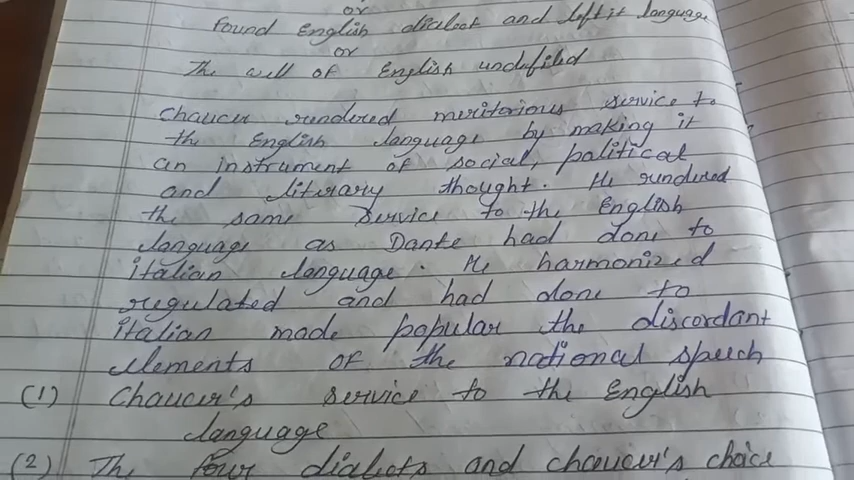 or
Found English dialect and left it language
or
The well of English undefiled
Chaucer rendered meritorious service to
the English language by making it
an instrument of social, political
and literary thought. He rendered
the same service to the English
language as Dante had done to
italian language. He harmonized
regulated and had done to
italian made popular the discordant
elements of the national speech
(1) Chaucer's service to the English
language
(2) The four dialects and chaucer's choice